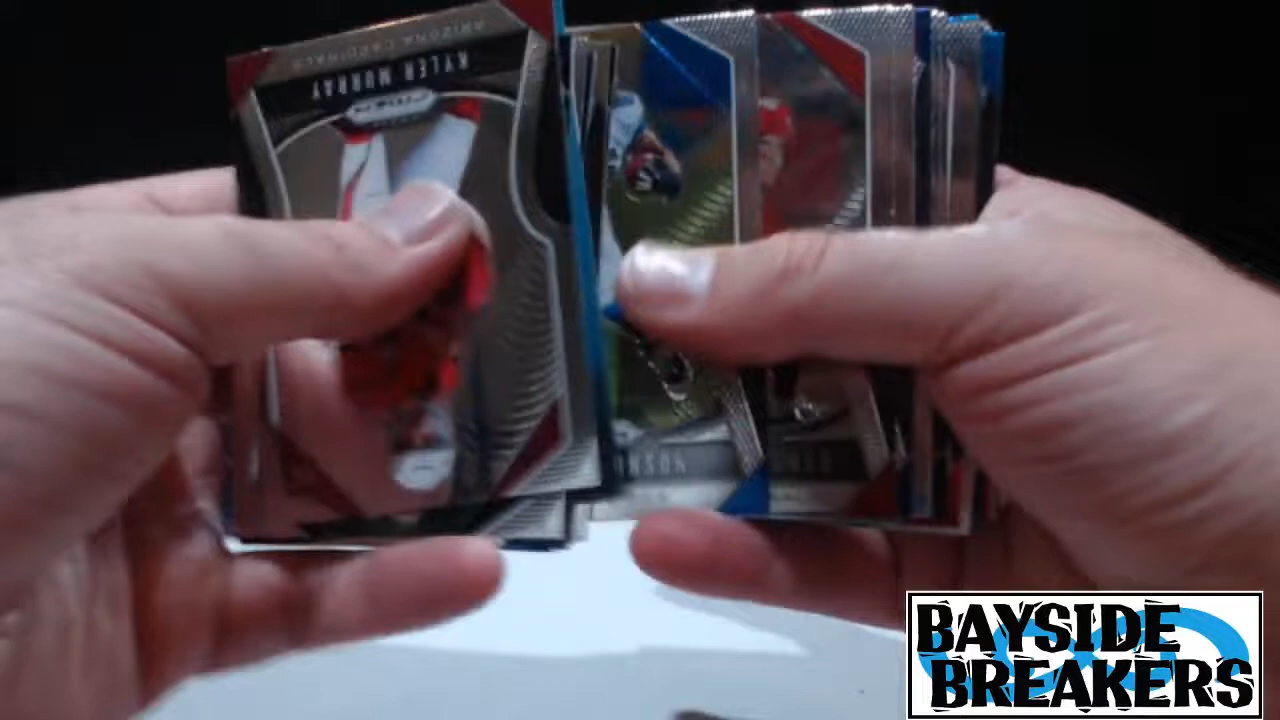 ARIZONA CARDINALS
KYLER MURRAY
PRIZM
NSON
BAYSIDE
BREAKERS